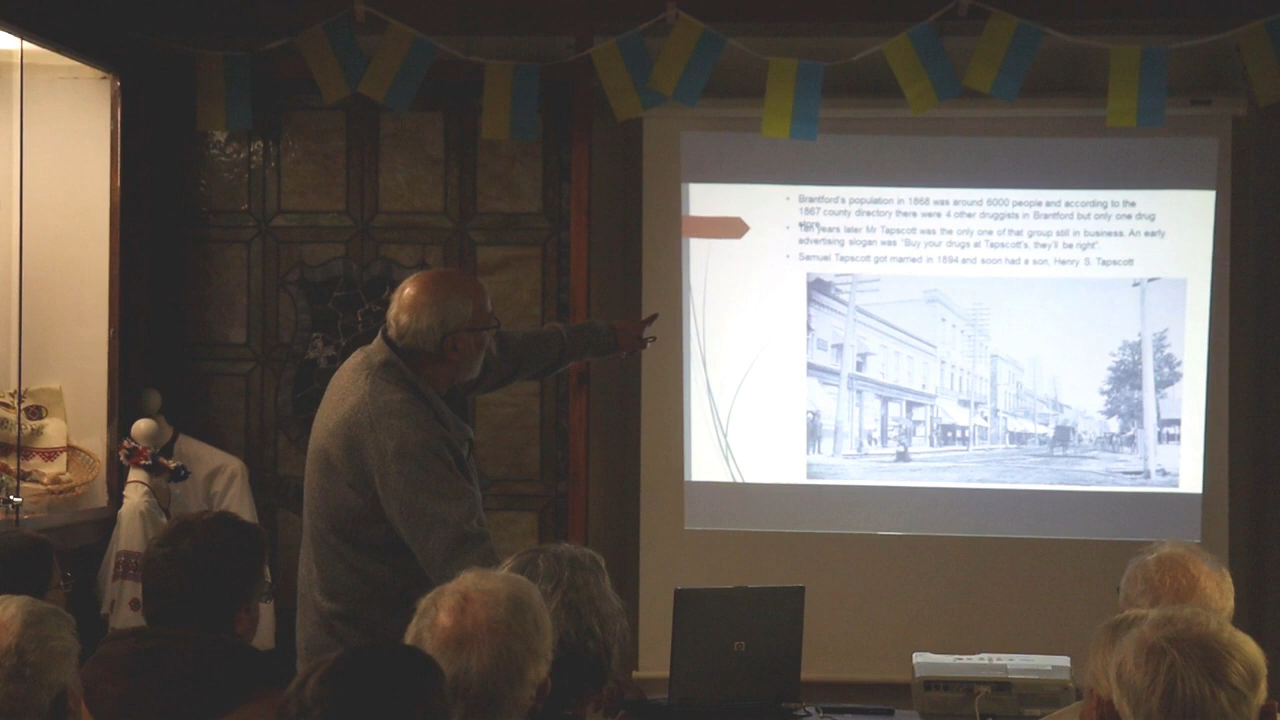 Brantford's population in 1868 was around 6000 people and according to the
1867 county directory there were 4 other druggists in Brantford but only one drug
store.
Ten years later Mr Tapscott was the only one of that group still in business. An early
advertising slogan was "Buy your drugs at Tapscott's, they'll be right".
Samuel Tapscott got married in 1894 and soon had a son, Henry S. Tapscott
hp